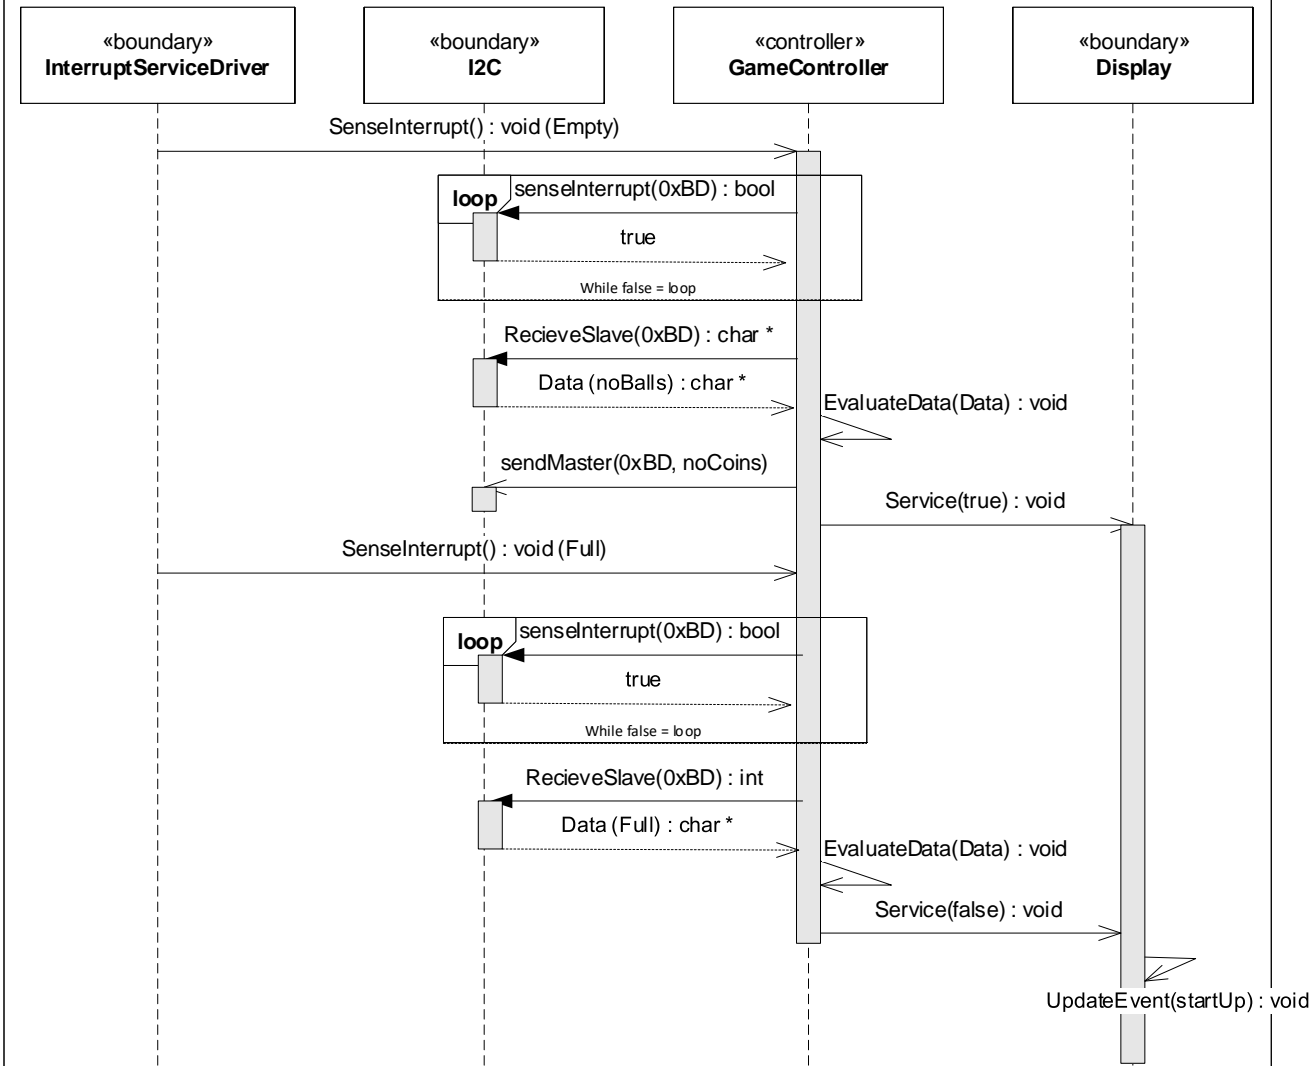 «boundary»
InterruptServiceDriver
«boundary»
I2C
«controller»
GameController
«boundary»
Display
SenseInterrupt() : void (Empty)
loop
senseInterrupt(0xBD) : bool
true
While false = loop
RecieveSlave(0xBD) : char *
Data (noBalls) : char *
EvaluateData(Data) : void
sendMaster(0xBD, noCoins)
Service(true) : void
SenseInterrupt() : void (Full)
loop
senseInterrupt(0xBD) : bool
true
While false = loop
RecieveSlave(0xBD) : int
Data (Full) : char *
EvaluateData(Data) : void
Service(false) : void
UpdateEvent(startUp) : void